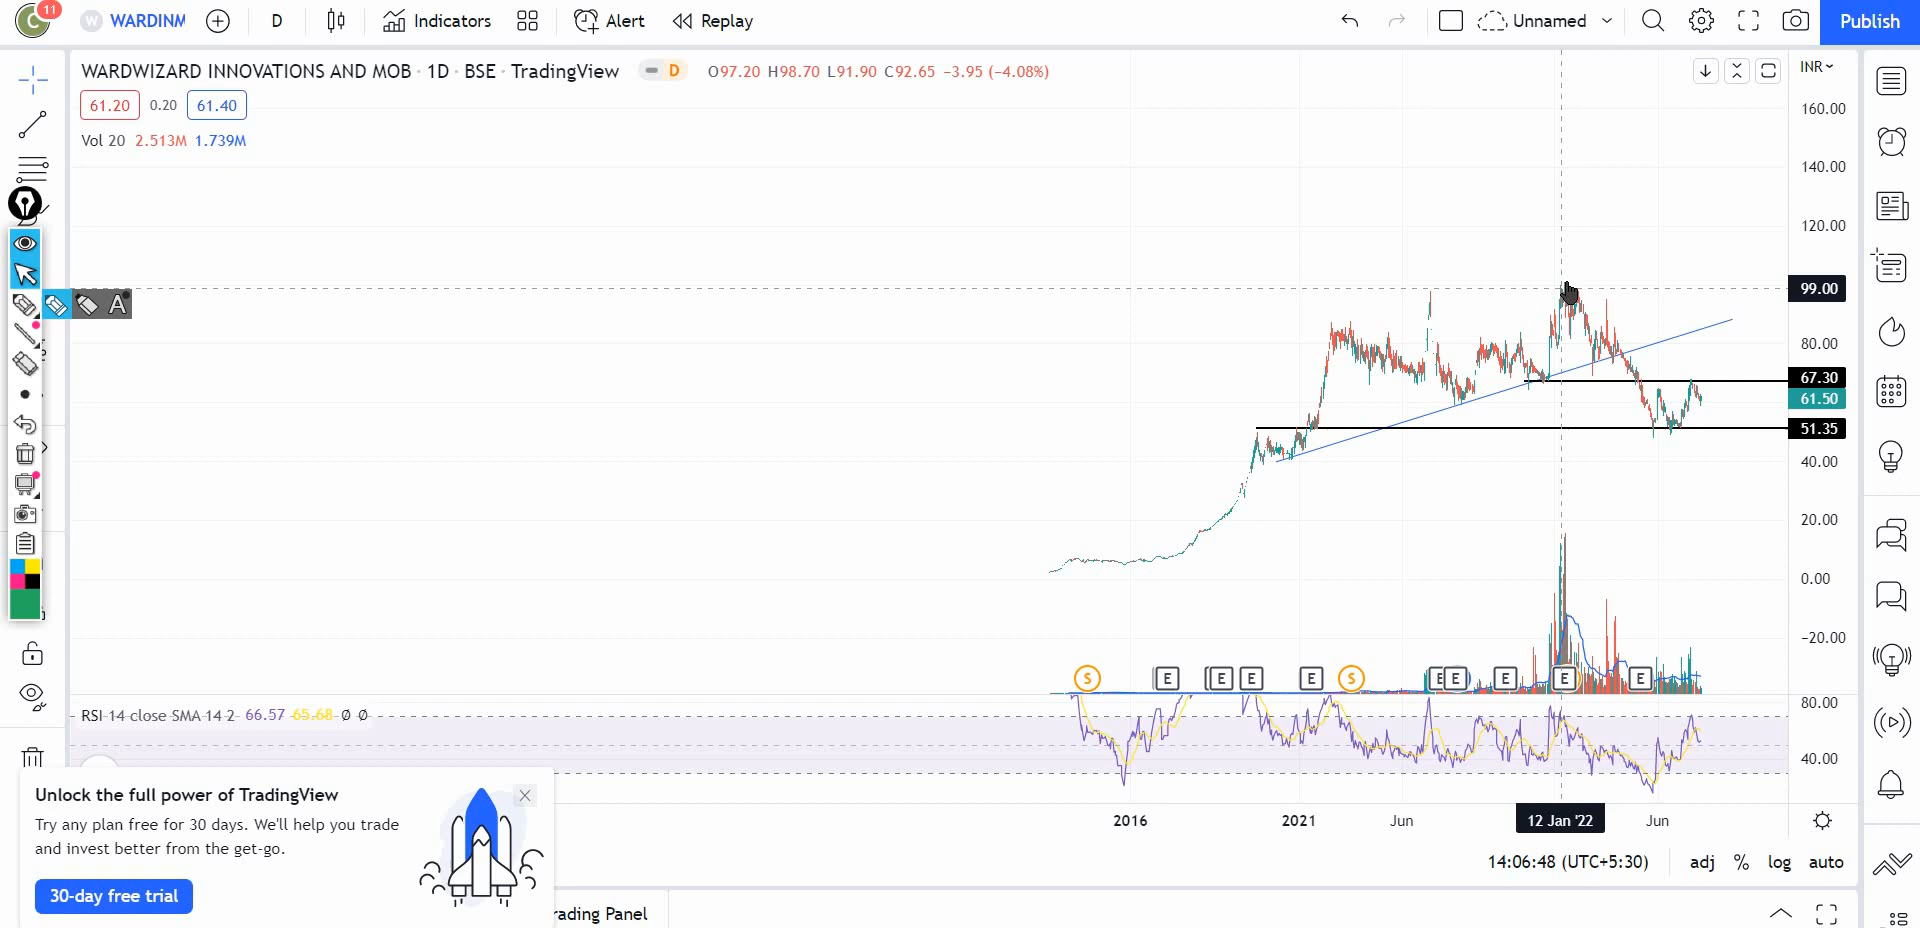 C 11 W WARDINM D Indicators Alert Replay Unnamed Publish
WARDWIZARD INNOVATIONS AND MOB · 1D · BSE · TradingView D O97.20 H98.70 L91.90 C92.65 −3.95 (−4.08%) INR
61.20 0.20 61.40
Vol 20 2.513M 1.739M
160.00
140.00
120.00
99.00
80.00
67.30
61.50
51.35
40.00
20.00
0.00
−20.00
A
S E E E E S E E E E E
RSI 14 close SMA 14 2 66.57 65.68 Ø Ø
80.00
40.00
2016 2021 Jun 12 Jan '22 Jun
14:06:48 (UTC+5:30) adj % log auto
Unlock the full power of TradingView
Try any plan free for 30 days. We'll help you trade
and invest better from the get-go.
30-day free trial
rading Panel